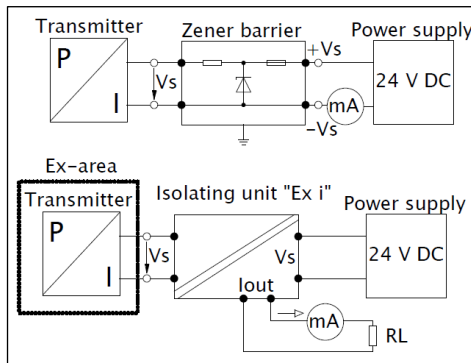 Transmitter
Zener barrier
Power supply
P
I
Vs
+Vs
mA
-Vs
24 V DC
Ex-area
Transmitter
Isolating unit "Ex i"
Power supply
P
I
Vs
Vs
Iout
24 V DC
mA
RL